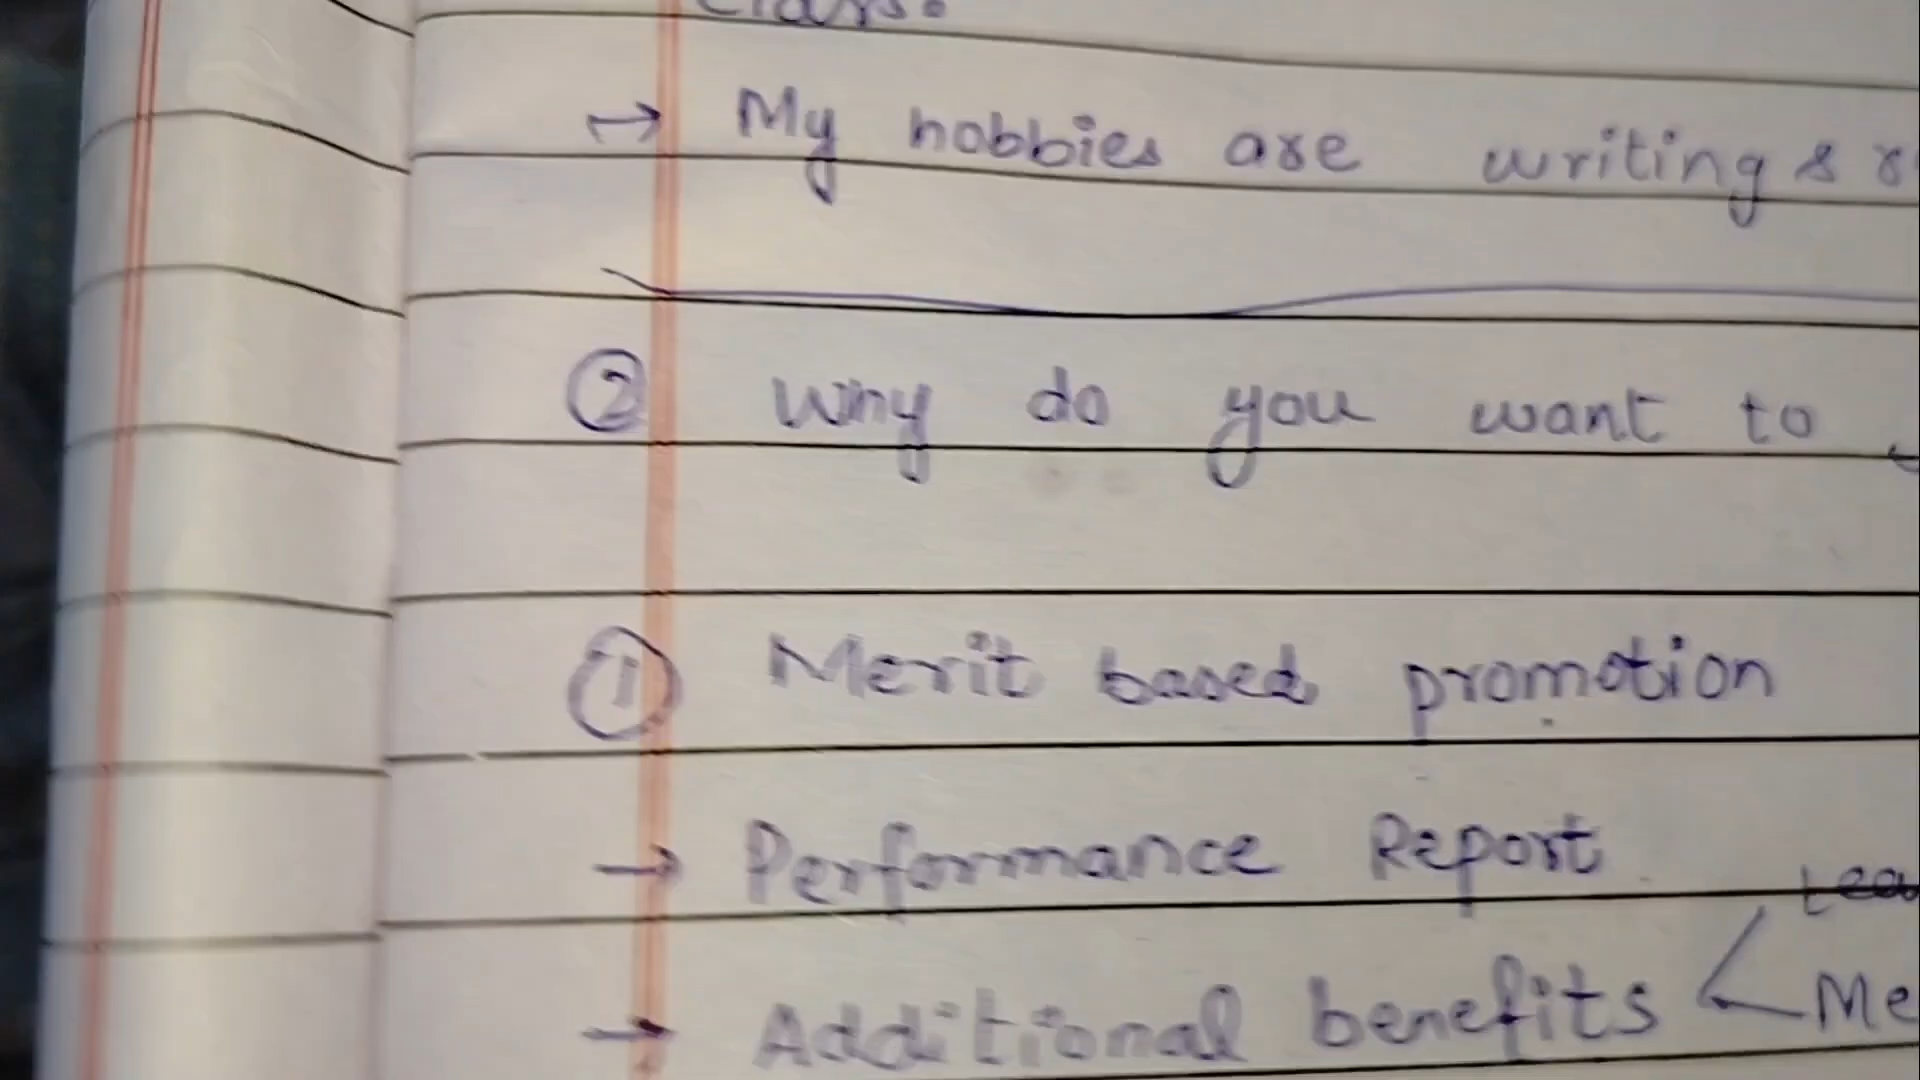 → My hobbies are writing &
② Why do you want to
① Merit based promotion
→ Performance Report
→ Additional benefits